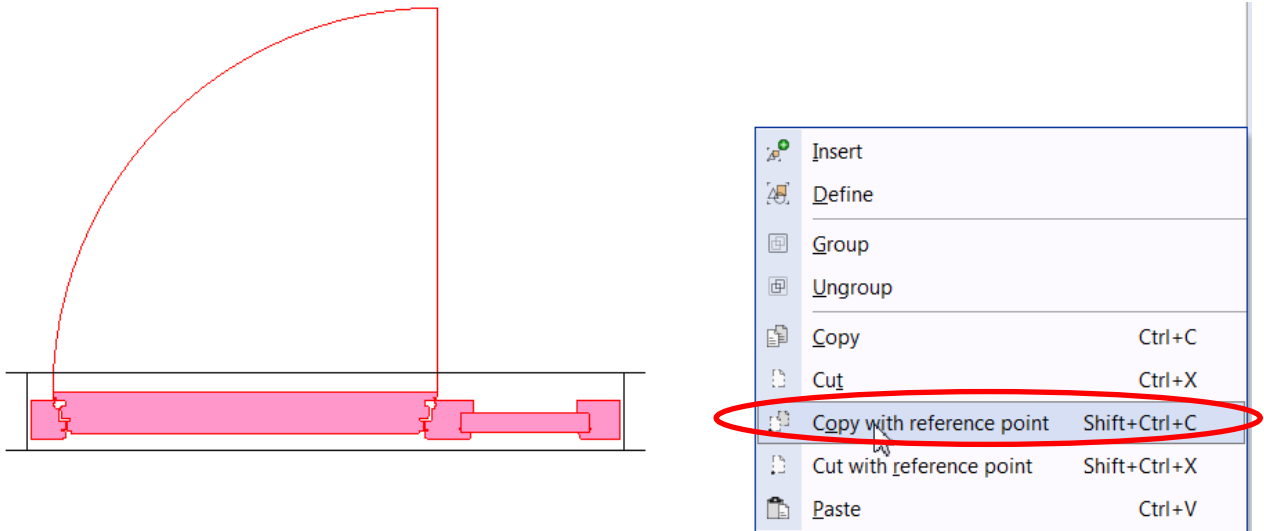 Insert
Define
Group
Ungroup
Copy Ctrl+C
Cut Ctrl+X
Copy with reference point Shift+Ctrl+C
Cut with reference point Shift+Ctrl+X
Paste Ctrl+V